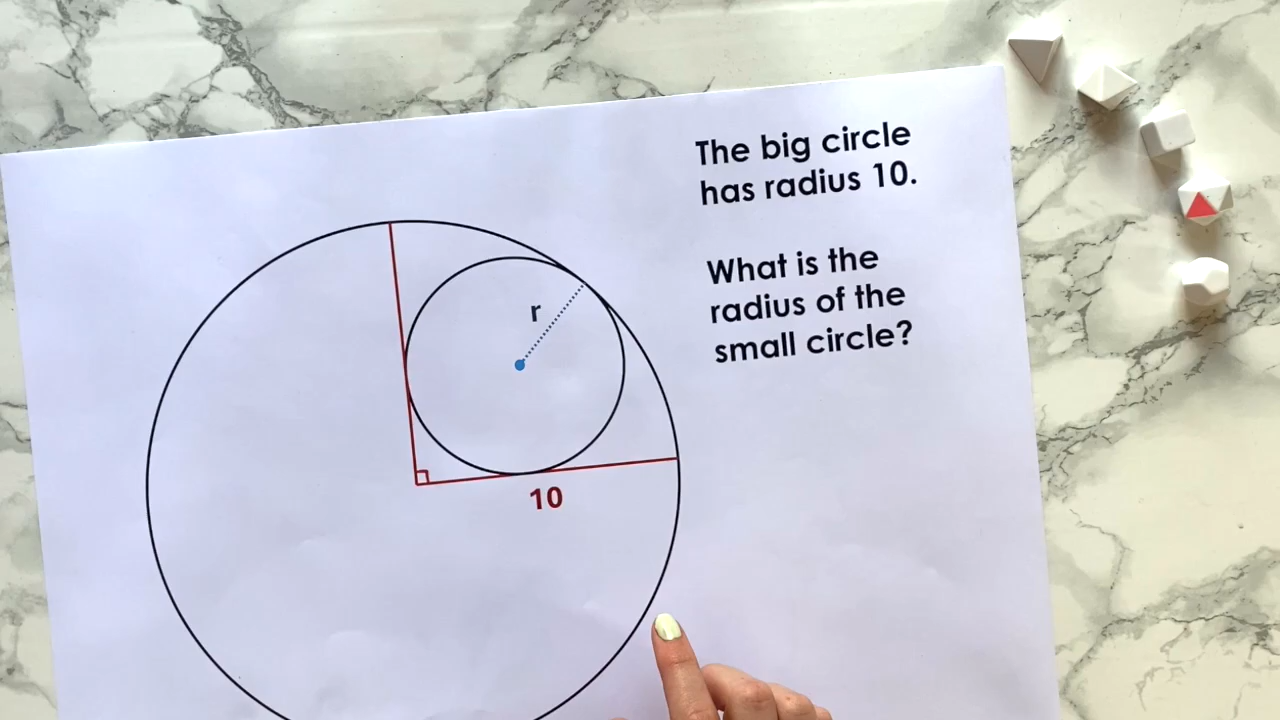 The big circle
has radius 10.
What is the
radius of the
small circle?
r
10